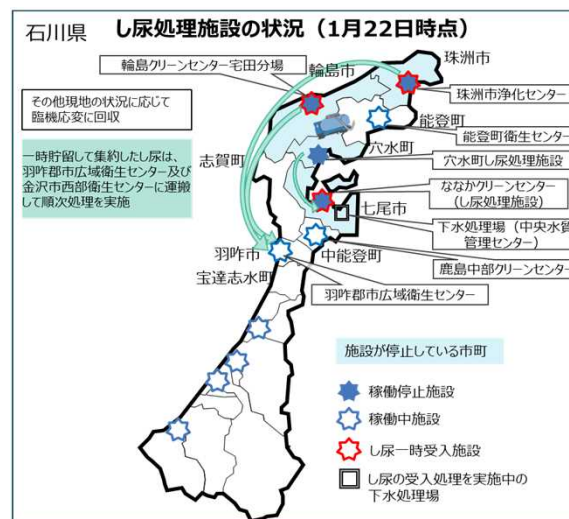 石川県
し尿処理施設の状況（1月22日時点）
輪島クリーンセンター宅田分場
輪島市
珠洲市
珠洲市浄化センター
その他現地の状況に応じて
臨機応変に回収
能登町
能登町衛生センター
一時貯留して集約したし尿は、
羽咋郡市広域衛生センター及び
金沢市西部衛生センターに運搬
して順次処理を実施
志賀町
穴水町
穴水町し尿処理施設
ななかクリーンセンター
（し尿処理施設）
七尾市
下水処理場（中央水質
管理センター）
羽咋市
中能登町
鹿島中部クリーンセンター
宝達志水町
羽咋郡市広域衛生センター
施設が停止している市町
稼働停止施設
稼働中施設
し尿一時受入施設
し尿の受入処理を実施中の
下水処理場